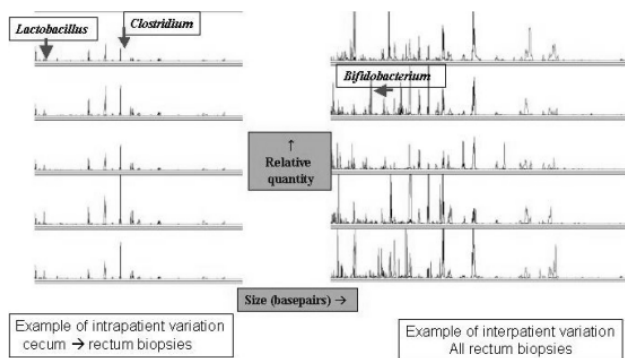 Lactobacillus
Clostridium
Bifidobacterium
↑
Relative
quantity
Size (basepairs) →
Example of intrapatient variation
cecum → rectum biopsies
Example of interpatient variation
All rectum biopsies